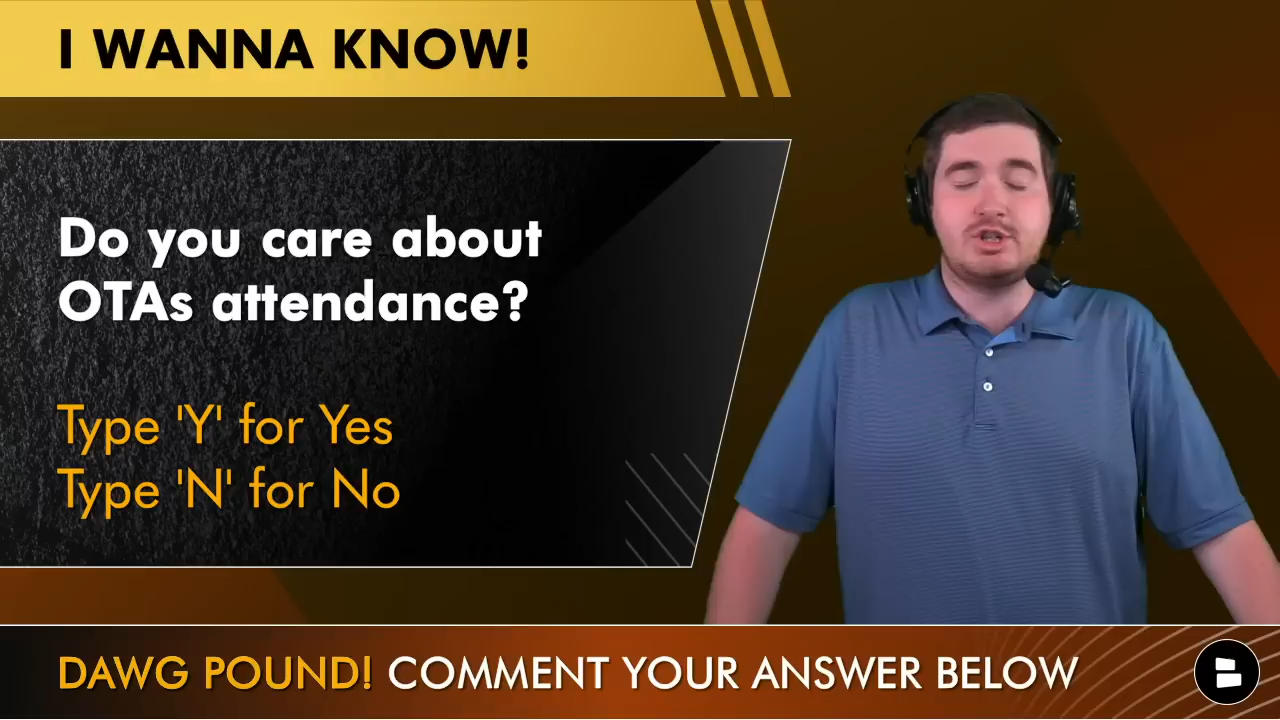 I WANNA KNOW!
Do you care about
OTAs attendance?
Type 'Y' for Yes
Type 'N' for No
DAWG POUND! COMMENT YOUR ANSWER BELOW